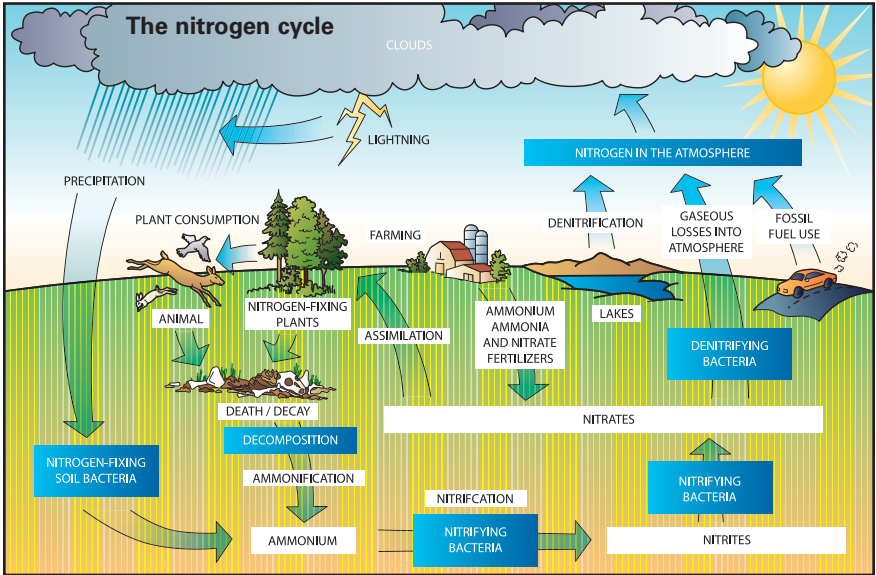 The nitrogen cycle
CLOUDS
LIGHTNING
NITROGEN IN THE ATMOSPHERE
PRECIPITATION
PLANT CONSUMPTION
FARMING
DENITRIFICATION
GASEOUS
LOSSES INTO
ATMOSPHERE
FOSSIL
FUEL USE
ANIMAL
NITROGEN-FIXING
PLANTS
ASSIMILATION
AMMONIUM
AMMONIA
AND NITRATE
FERTILIZERS
LAKES
DENITRIFYING
BACTERIA
DEATH / DECAY
NITRATES
DECOMPOSITION
NITROGEN-FIXING
SOIL BACTERIA
AMMONIFICATION
NITRIFYING
BACTERIA
NITRIFCATION
AMMONIUM
NITRIFYING
BACTERIA
NITRITES